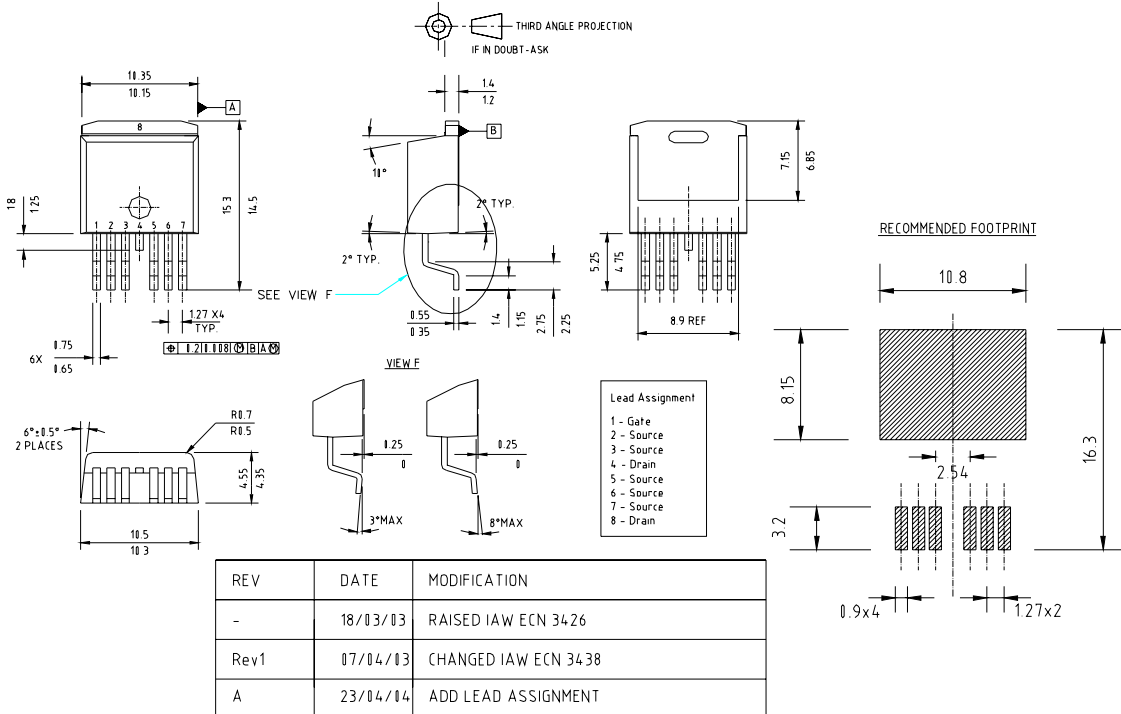 THIRD ANGLE PROJECTION
IF IN DOUBT-ASK
10.35
10.15
A
8
1.4
1.2
B
10°
7.15
6.85
15.3
14.5
1 2 3 4 5 6 7
2° TYP.
2° TYP.
SEE VIEW F
5.25
4.75
1.27 X4
TYP.
0.55
0.35
1.4
1.15
2.75
2.25
8.9 REF
6X
0.75
0.65
VIEW F
RECOMMENDED FOOTPRINT
10.8
8.15
16.3
2.54
3.2
0.9x4
1.27x2
6°±0.5°
2 PLACES
R0.7
R0.5
4.55
4.35
10.5
10.3
0.25
0
3°MAX
0.25
0
8°MAX
Lead Assignment
1 - Gate
2 - Source
3 - Source
4 - Drain
5 - Source
6 - Source
7 - Source
8 - Drain
REV DATE MODIFICATION
- 18/03/03 RAISED IAW ECN 3426
Rev1 07/04/03 CHANGED IAW ECN 3438
A 23/04/04 ADD LEAD ASSIGNMENT